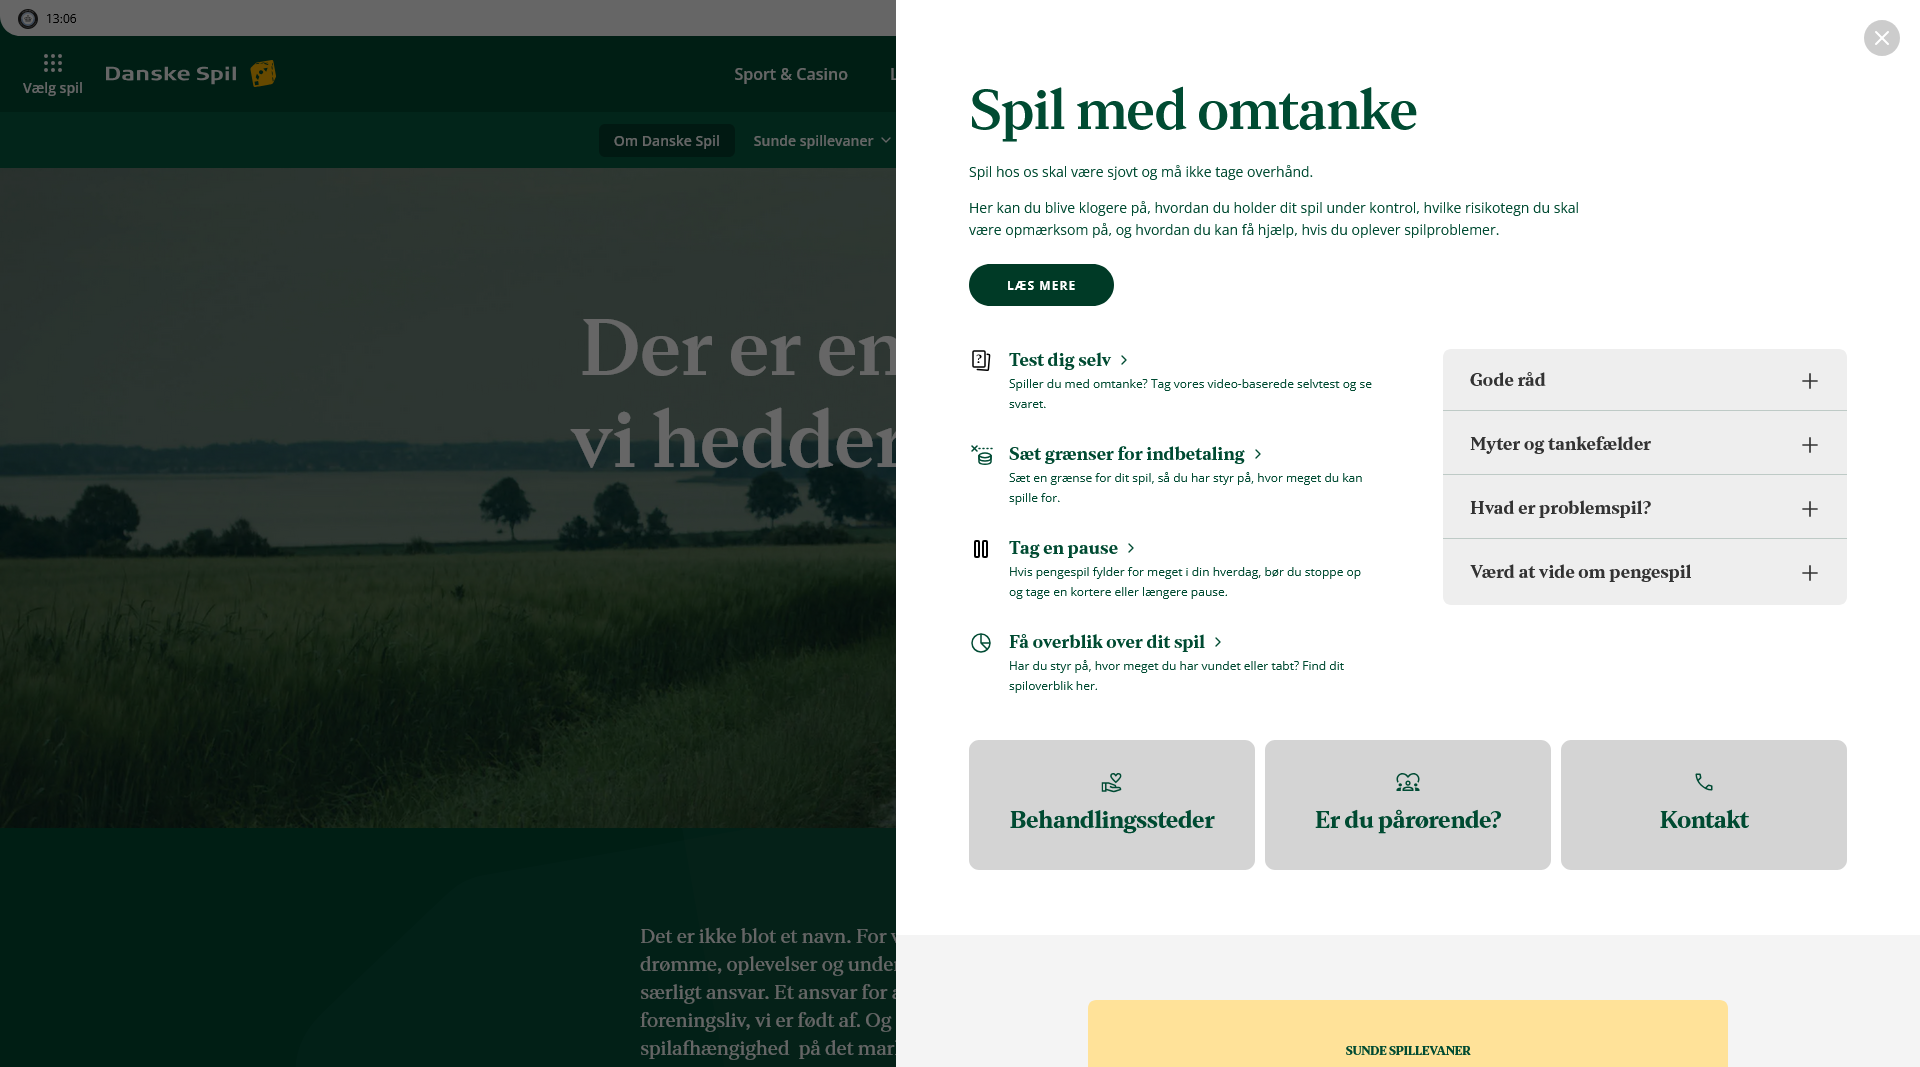 13:06
Vælg spil
Danske Spil
Sport & Casino
L
Om Danske Spil
Sunde spillevaner
Der er en
vi hedder
Det er ikke blot et navn. For v
drømme, oplevelser og under
særligt ansvar. Et ansvar for a
foreningsliv, vi er født af. Og
spilafhængighed på det mar
Spil med omtanke
Spil hos os skal være sjovt og må ikke tage overhånd.
Her kan du blive klogere på, hvordan du holder dit spil under kontrol, hvilke risikotegn du skal
være opmærksom på, og hvordan du kan få hjælp, hvis du oplever spilproblemer.
LÆS MERE
Test dig selv
Spiller du med omtanke? Tag vores video-baserede selvtest og se
svaret.
Sæt grænser for indbetaling
Sæt en grænse for dit spil, så du har styr på, hvor meget du kan
spille for.
Tag en pause
Hvis pengespil fylder for meget i din hverdag, bør du stoppe op
og tage en kortere eller længere pause.
Få overblik over dit spil
Har du styr på, hvor meget du har vundet eller tabt? Find dit
spiloverblik her.
Gode råd
Myter og tankefælder
Hvad er problemspil?
Værd at vide om pengespil
Behandlingssteder
Er du pårørende?
Kontakt
SUNDE SPILLEVANER